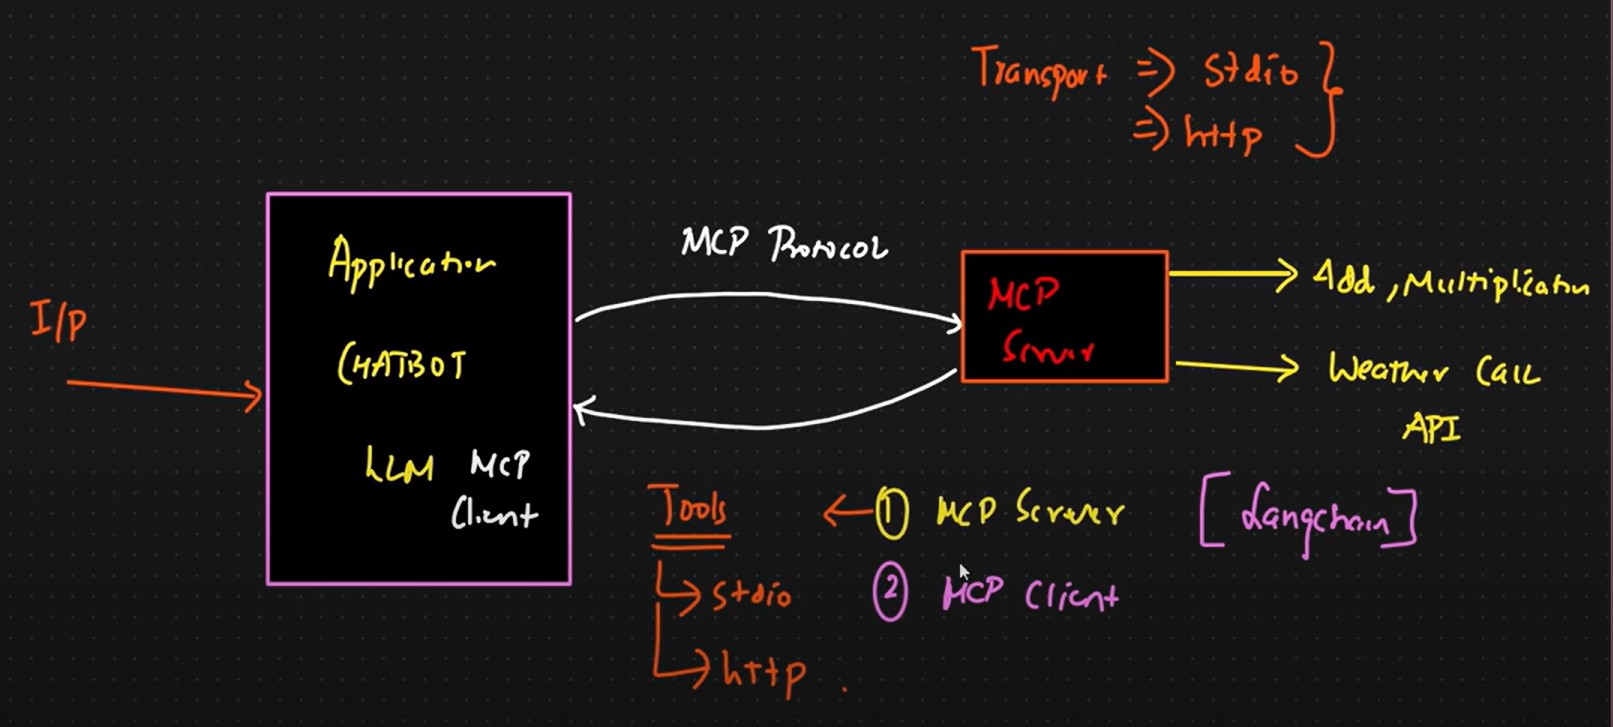 Transport => stdio
=> http
I/p
Application
CHATBOT
LLM MCP
Client
MCP Protocol
MCP
Server
Add, Multiplication
Weather Call
API
Tools
stdio
http
① MCP Server
② MCP Client
[Langchain]